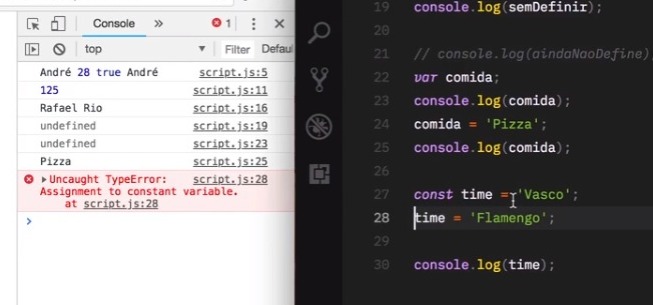 Console
1
top
Filter
Defau
André 28 true André script.js:5
125 script.js:11
Rafael Rio script.js:16
undefined script.js:19
undefined script.js:23
Pizza script.js:25
Uncaught TypeError: script.js:28
Assignment to constant variable.
at script.js:28
19 console.log(semDefinir);
20
21 // console.log(aindaNaoDefine)
22 var comida;
23 console.log(comida);
24 comida = 'Pizza';
25 console.log(comida);
26
27 const time = 'Vasco';
28 time = 'Flamengo';
29
30 console.log(time);